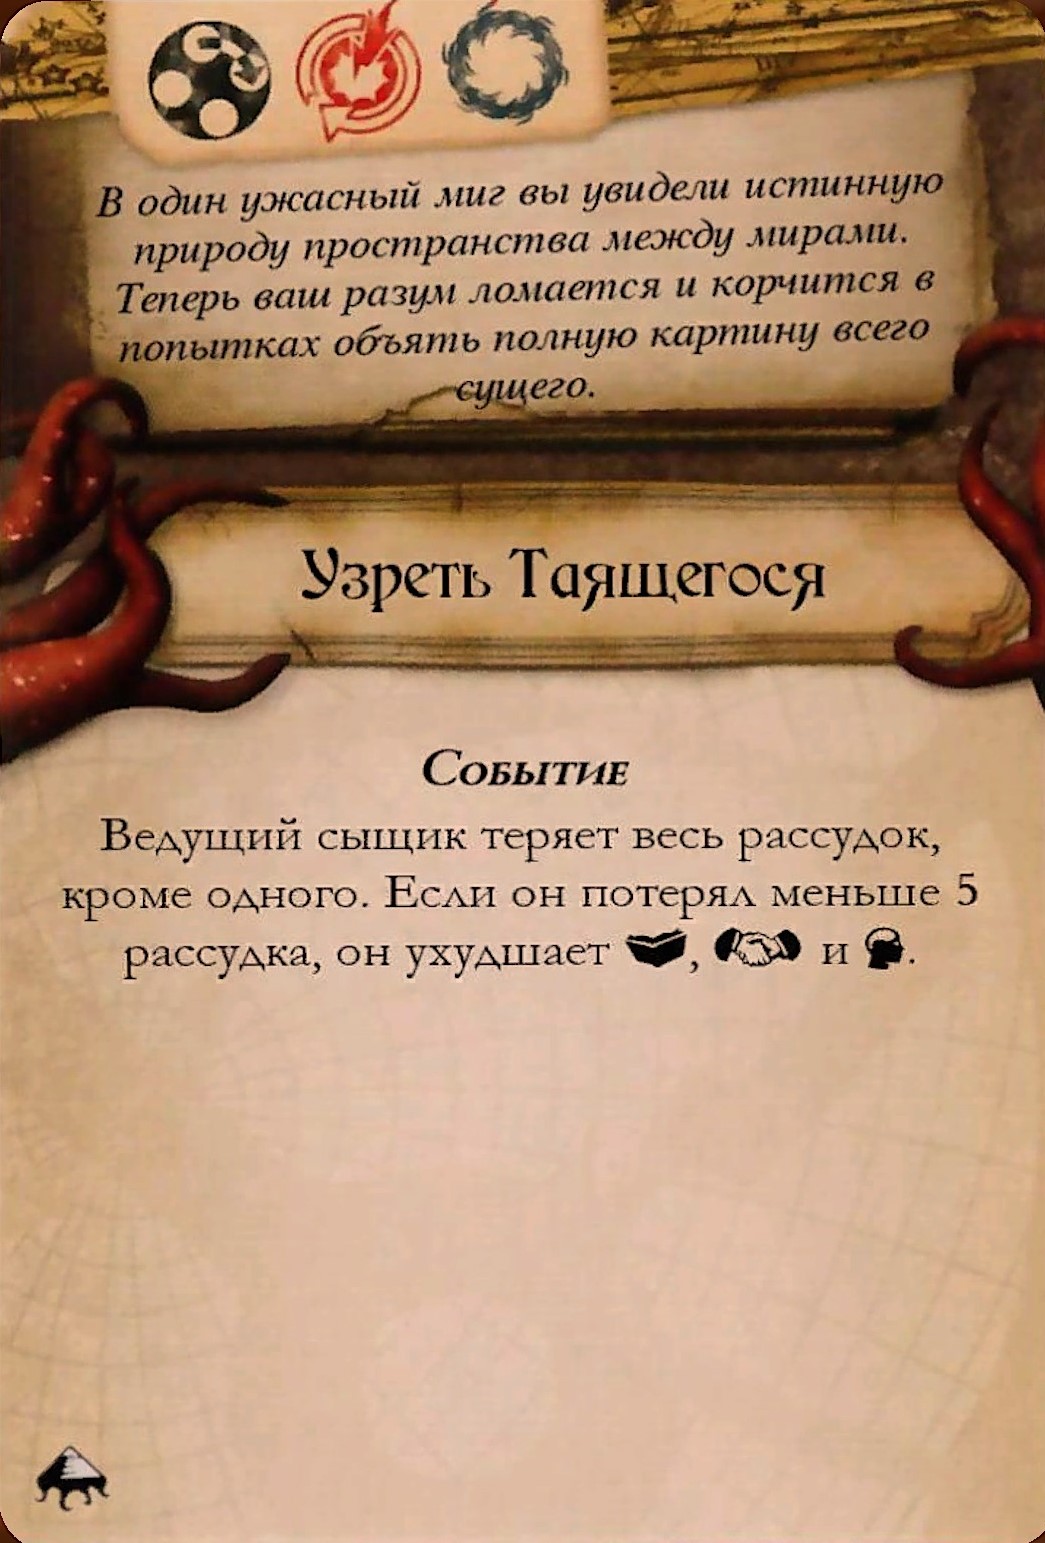 В один ужасный миг вы увидели истинную
природу пространства между мирами.
Теперь ваш разум ломается и корчится в
попытках объять полную картину всего
сущего.
Узреть Таящегося
Событие
Ведущий сыщик теряет весь рассудок,
кроме одного. Если он потерял меньше 5
рассудка, он ухудшает , и .